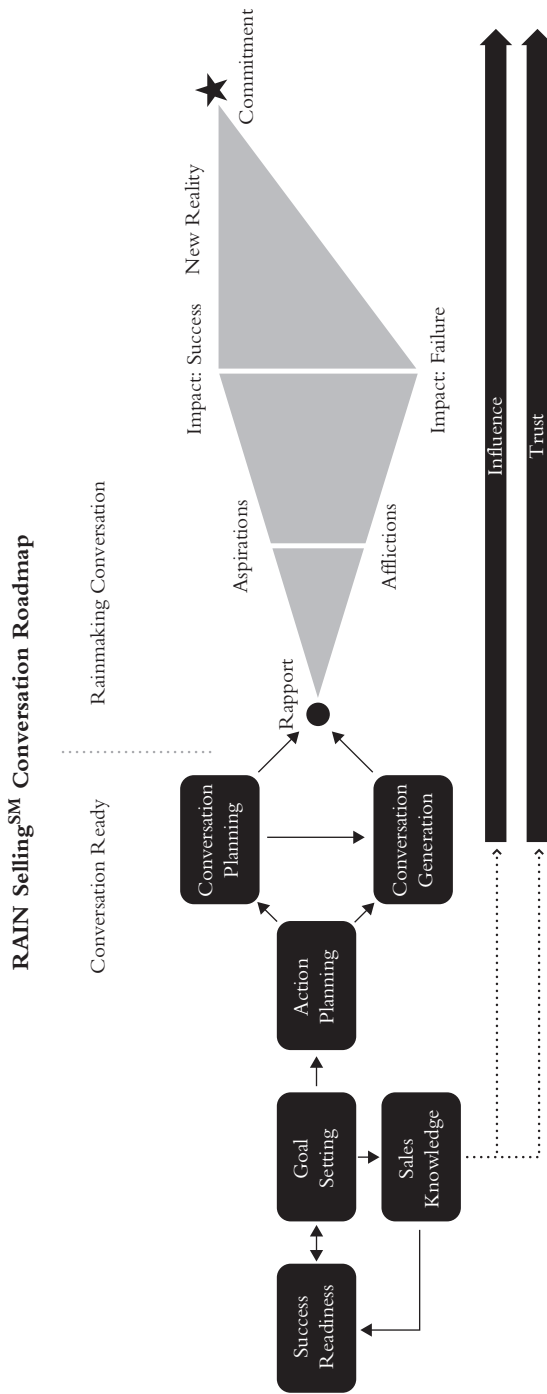 RAIN Selling℠ Conversation Roadmap
Conversation Ready
Rainmaking Conversation
Success
Readiness
Goal
Setting
Sales
Knowledge
Action
Planning
Conversation
Planning
Conversation
Generation
Rapport
Aspirations
Afflictions
Impact: Success
Impact: Failure
New Reality
Commitment
Influence
Trust